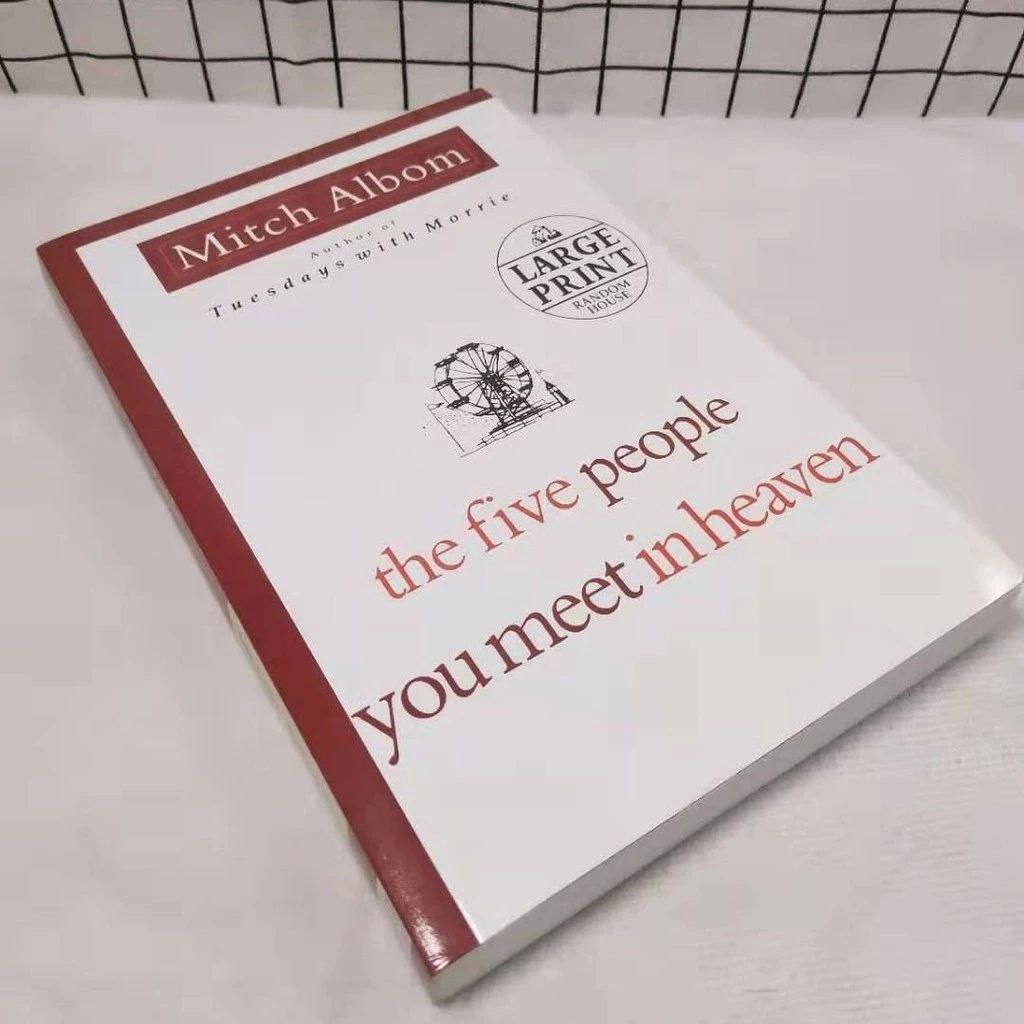 Mitch Albom
Author of
Tuesdays with Morrie
LARGE
PRINT
RANDOM
HOUSE
the five people
you meet in heaven